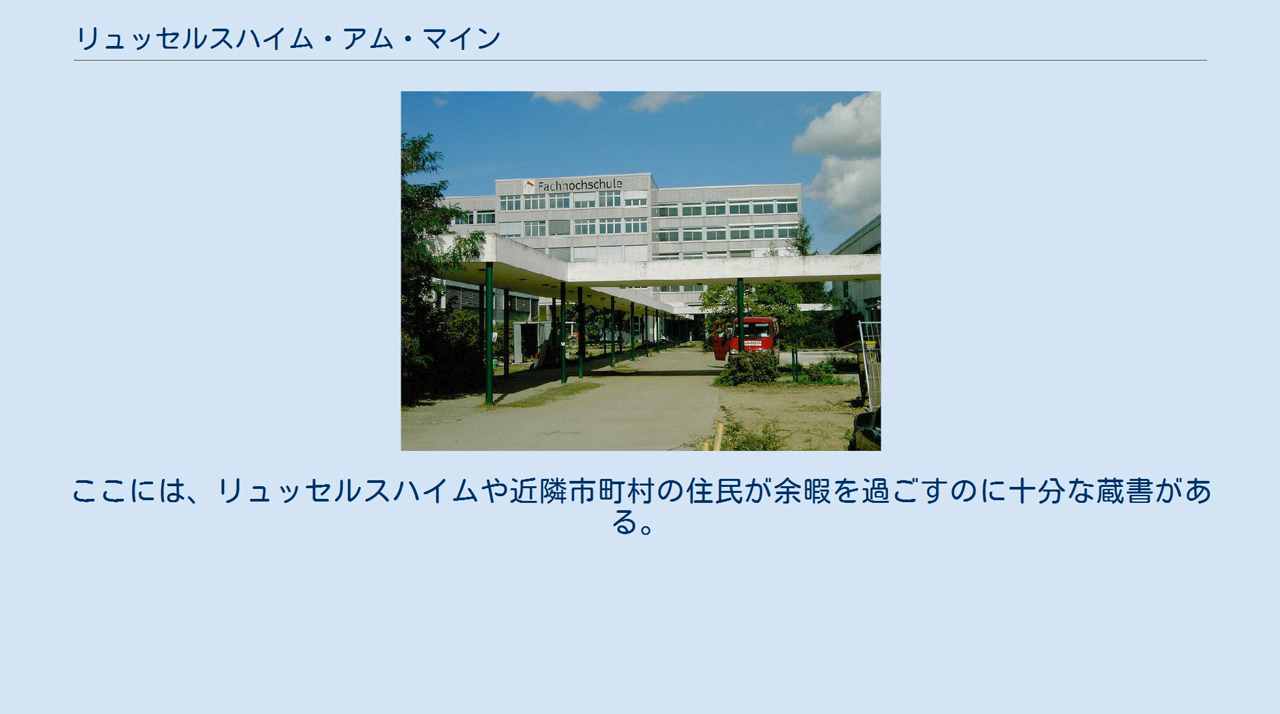 リュッセルスハイム・アム・マイン
Fachhochschule
ここには、リュッセルスハイムや近隣市町村の住民が余暇を過ごすのに十分な蔵書があ
る。